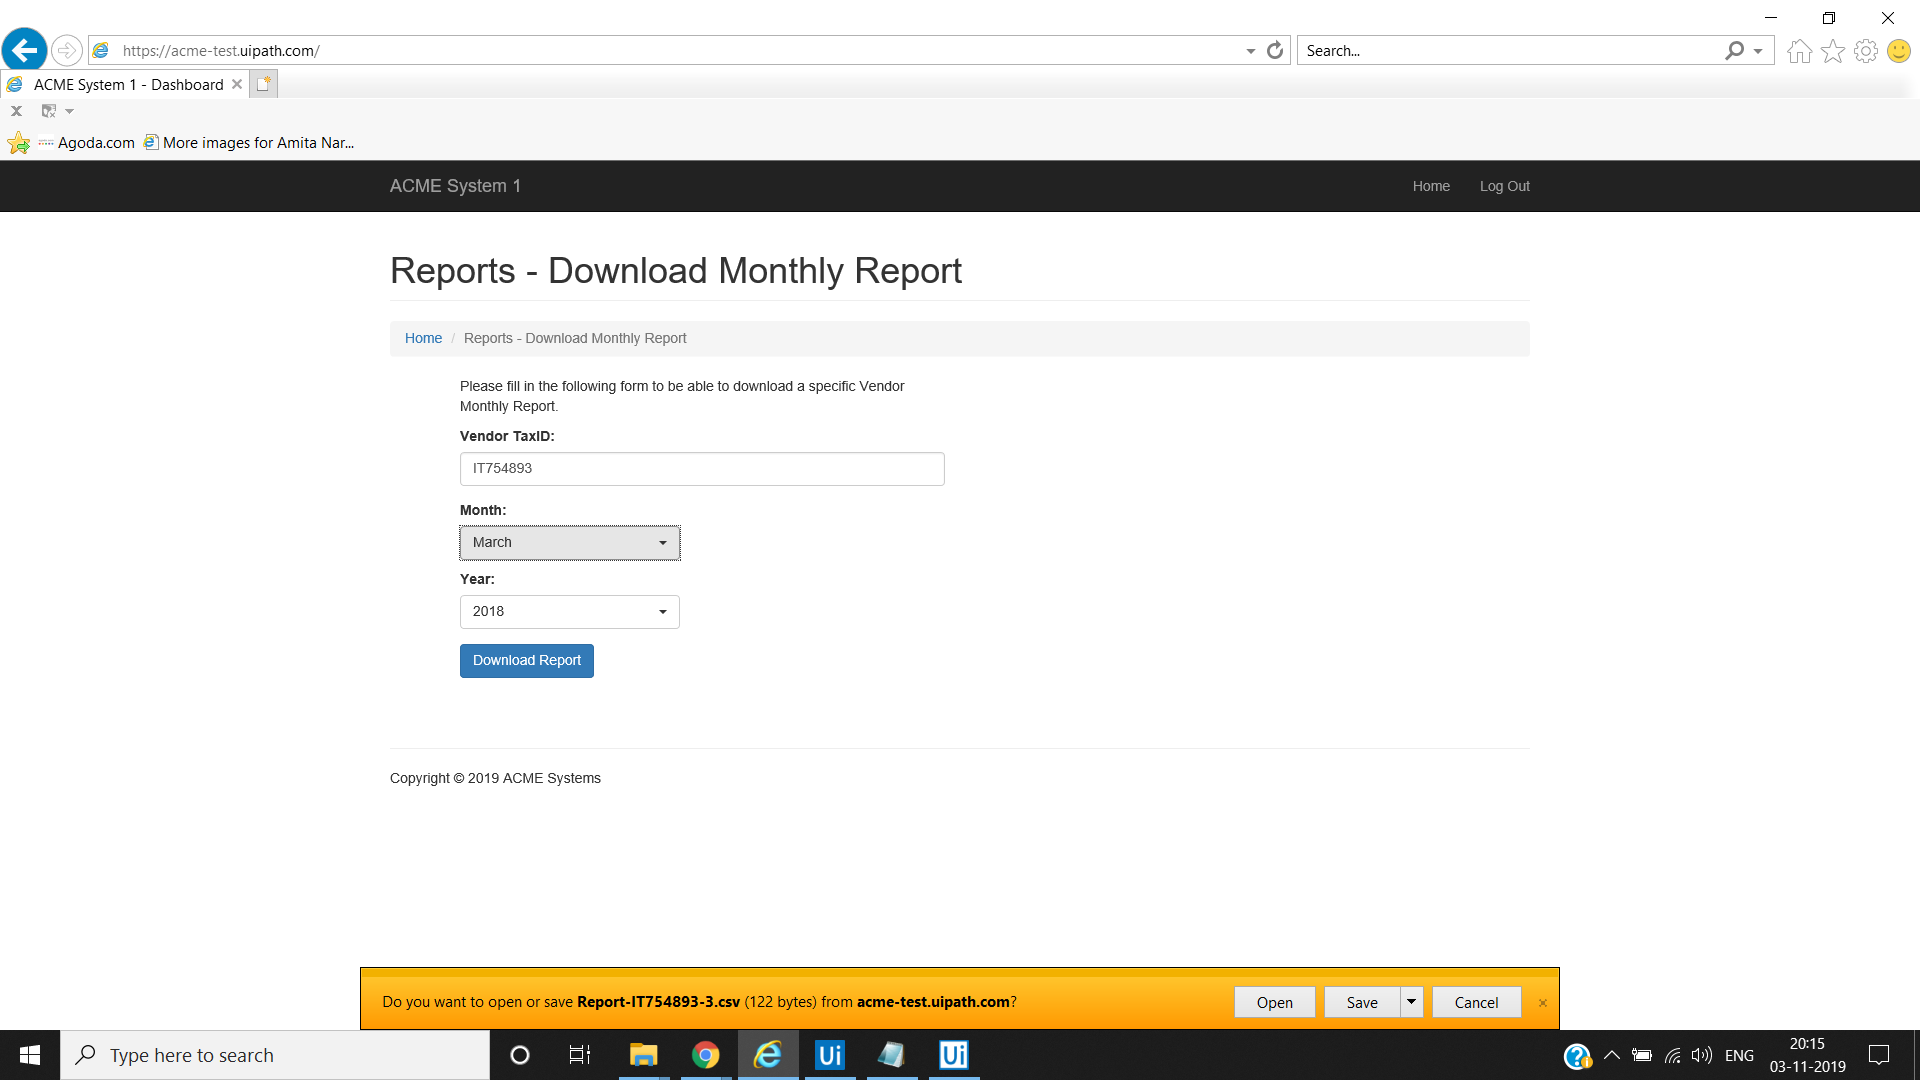 https://acme-test.uipath.com/
Search...
ACME System 1 - Dashboard
x
Agoda.com
More images for Amita Nar...
ACME System 1
Home
Log Out
Reports - Download Monthly Report
Home / Reports - Download Monthly Report
Please fill in the following form to be able to download a specific Vendor
Monthly Report.
Vendor TaxID:
IT754893
Month:
March
Year:
2018
Download Report
Copyright © 2019 ACME Systems
Do you want to open or save Report-IT754893-3.csv (122 bytes) from acme-test.uipath.com?
Open
Save
Cancel
×
Type here to search
Ui
Ui
ENG
20:15
03-11-2019